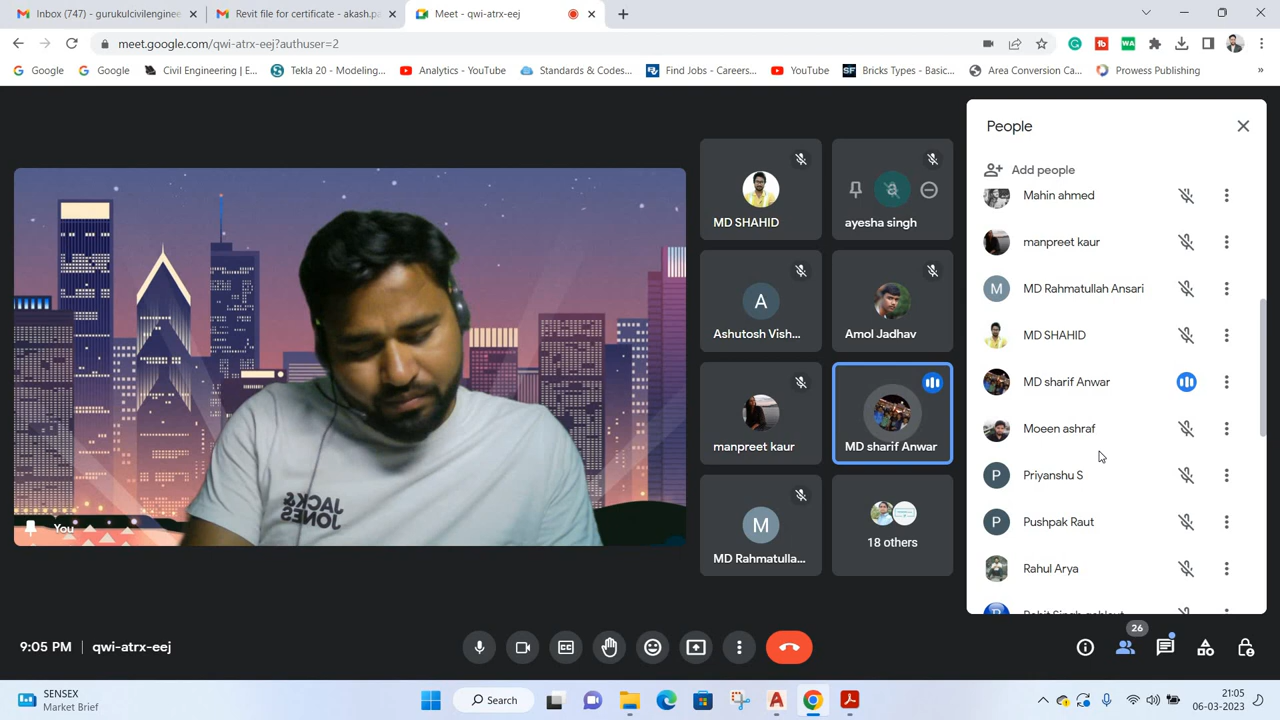 Inbox (747) - gurukulcivilenginee
Revit file for certificate - akash.pa
Meet - qwi-atrx-eej
meet.google.com/qwi-atrx-eej?authuser=2
Google
Google
Civil Engineering | E...
Tekla 20 - Modeling...
Analytics - YouTube
Standards & Codes...
Find Jobs - Careers...
YouTube
Bricks Types - Basic...
Area Conversion Ca...
Prowess Publishing
»
JACK&
JONES
You
MD SHAHID
ayesha singh
A
Ashutosh Vish...
Amol Jadhav
manpreet kaur
MD sharif Anwar
M
MD Rahmatulla...
18 others
People
Add people
Mahin ahmed
manpreet kaur
M
MD Rahmatullah Ansari
MD SHAHID
MD sharif Anwar
Moeen ashraf
P
Priyanshu S
P
Pushpak Raut
Rahul Arya
9:05 PM | qwi-atrx-eej
26
SENSEX
Market Brief
Search
21:05
06-03-2023